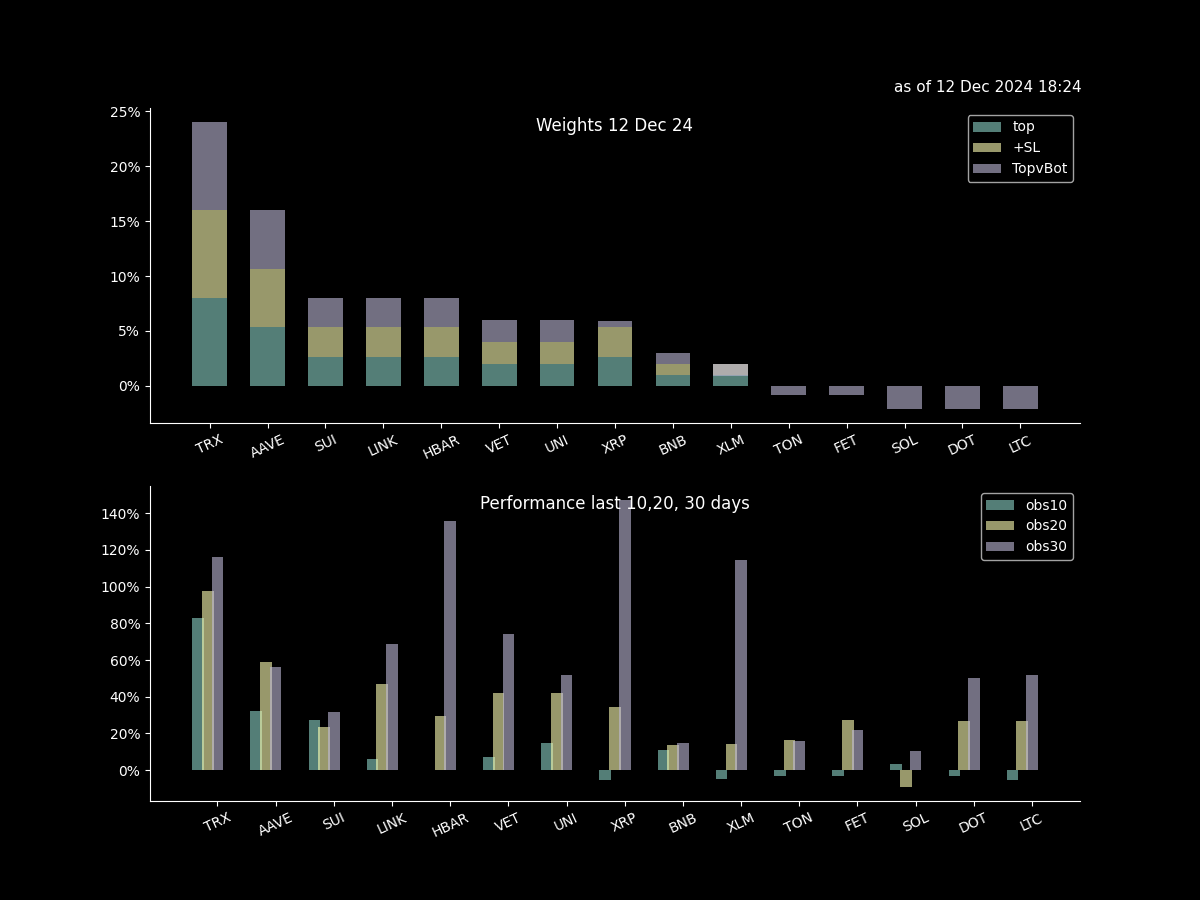 as of 12 Dec 2024 18:24
Weights 12 Dec 24
top
+SL
TopvBot
25%
20%
15%
10%
5%
0%
TRX AAVE SUI LINK HBAR VET UNI XRP BNB XLM TON FET SOL DOT LTC
Performance last 10,20, 30 days
obs10
obs20
obs30
140%
120%
100%
80%
60%
40%
20%
0%
TRX AAVE SUI LINK HBAR VET UNI XRP BNB XLM TON FET SOL DOT LTC